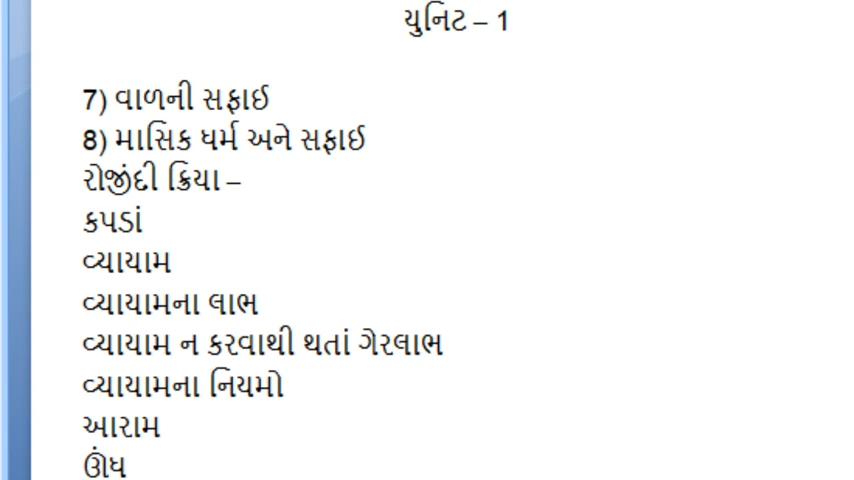 યુનિટ – 1
7) વાળની સફાઈ
8) માસિક ધર્મ અને સફાઈ
રોજીંદી ક્રિયા –
કપડાં
વ્યાયામ
વ્યાયામના લાભ
વ્યાયામ ન કરવાથી થતાં ગેરલાભ
વ્યાયામના નિયમો
આરામ
ઊંઘ